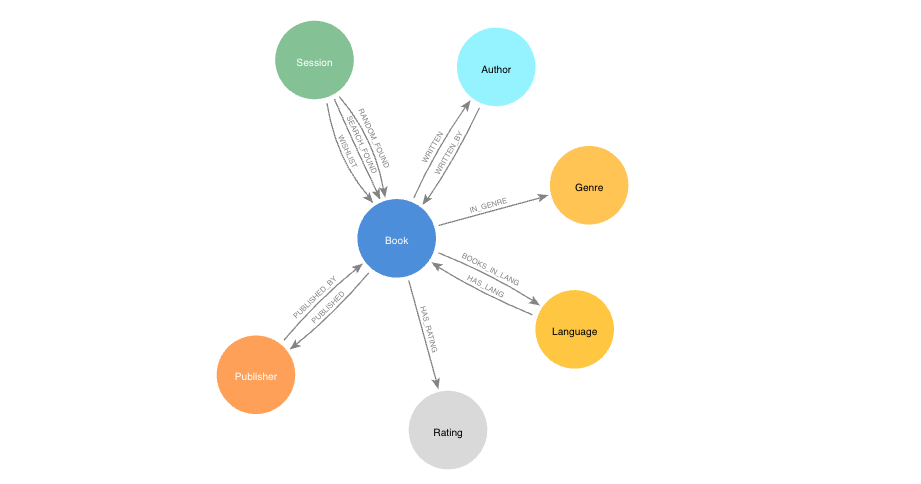 Session
Author
RANDOM_FOUND
SEARCH_FOUND
WISHLIST
WRITTEN
WRITTEN_BY
Genre
IN_GENRE
Book
BOOKS_IN_LANG
HAS_LANG
PUBLISHED_BY
PUBLISHED
HAS_RATING
Language
Publisher
Rating